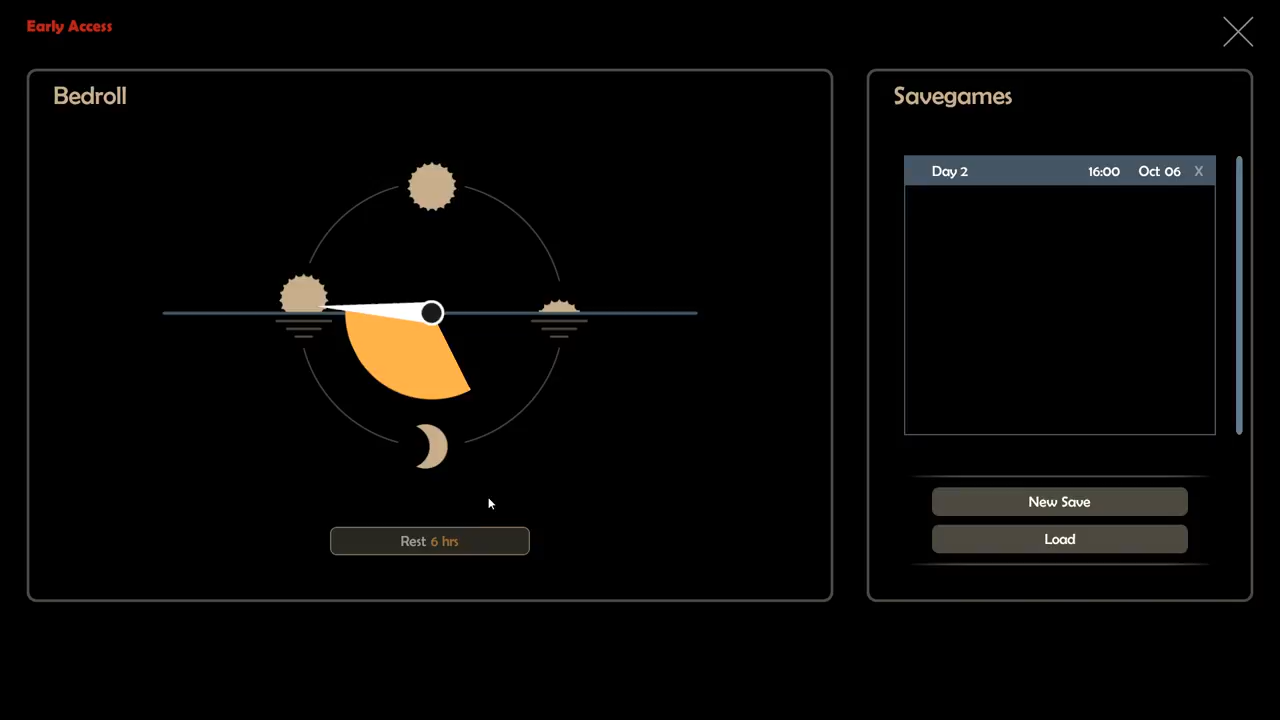 Early Access
Bedroll
Rest 6 hrs
Savegames
Day 2 16:00 Oct 06 X
New Save
Load